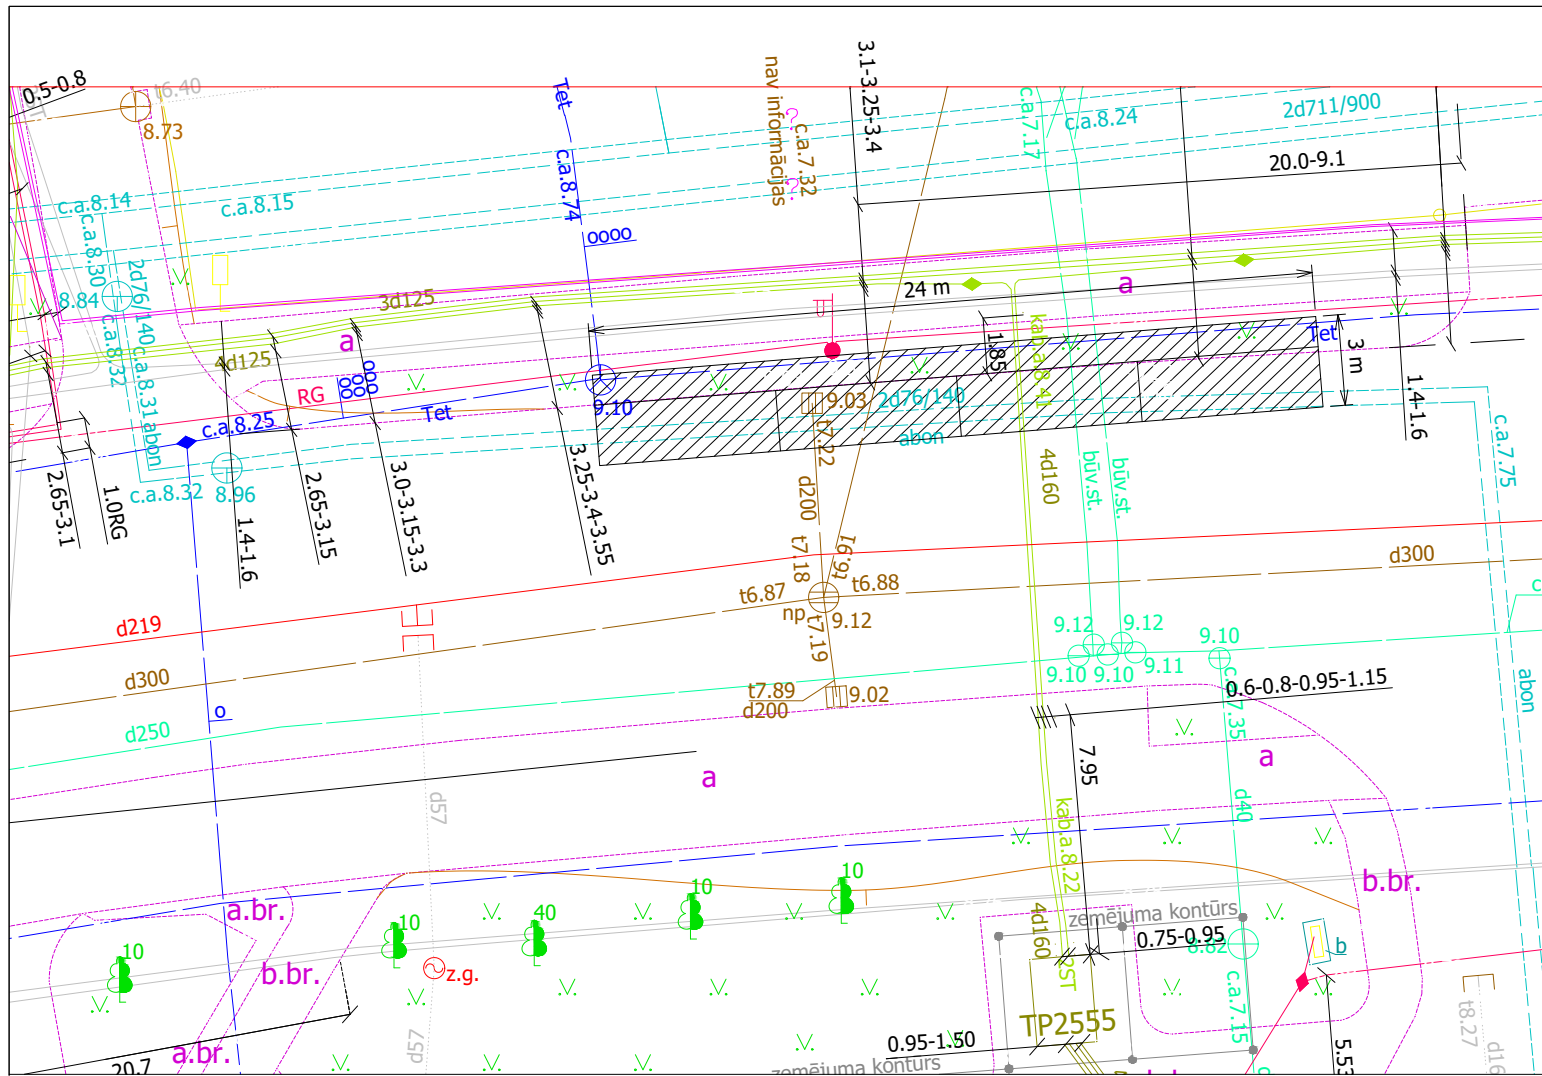 0.5-0.8
t6.40
8.73
ST
Tet
c.a.8.74
oooo
nav informācijas
c.a.7.32
?
?
3.1-3.25-3.4
c.a.7.17
c.a.8.24
2d711/900
20.0-9.1
c.a.8.14
c.a.8.15
c.a.8.30
2d76/140
8.84
c.a.8.32
c.a.8.31
abon
3d125
4d125
a
24 m
a
kab.a.8.41
1.85
Tet
3 m
RG
ooo
oo
Tet
c.a.8.25
9.10
9.03
2d76/140
abon
t7.22
1.4-1.6
c.a.7.75
c.a.8.32
8.96
2.65-3.1
1.0RG
1.4-1.6
2.65-3.15
3.0-3.15-3.3
3.25-3.4-3.55
d200
4d160
būv.st.
būv.st.
t7.18
t6.91
t6.87
t6.88
d300
np
9.12
t7.19
d219
d300
d250
o
9.12
9.12
9.10
9.10
9.10
9.11
t7.89
d200
9.02
0.6-0.8-0.95-1.15
c.a.7.35
abon
c
7.95
a
a
d57
d40
kab.a.8.22
10
10
40
10
10
a.br.
b.br.
z.g.
b.br.
zemējuma kontūrs
4d160
2ST
0.75-0.95
8.82
b
c.a.7.15
TP2555
0.95-1.50
zemējuma kontūrs
a.br.
20.7
d57
5.53
t8.27
d16